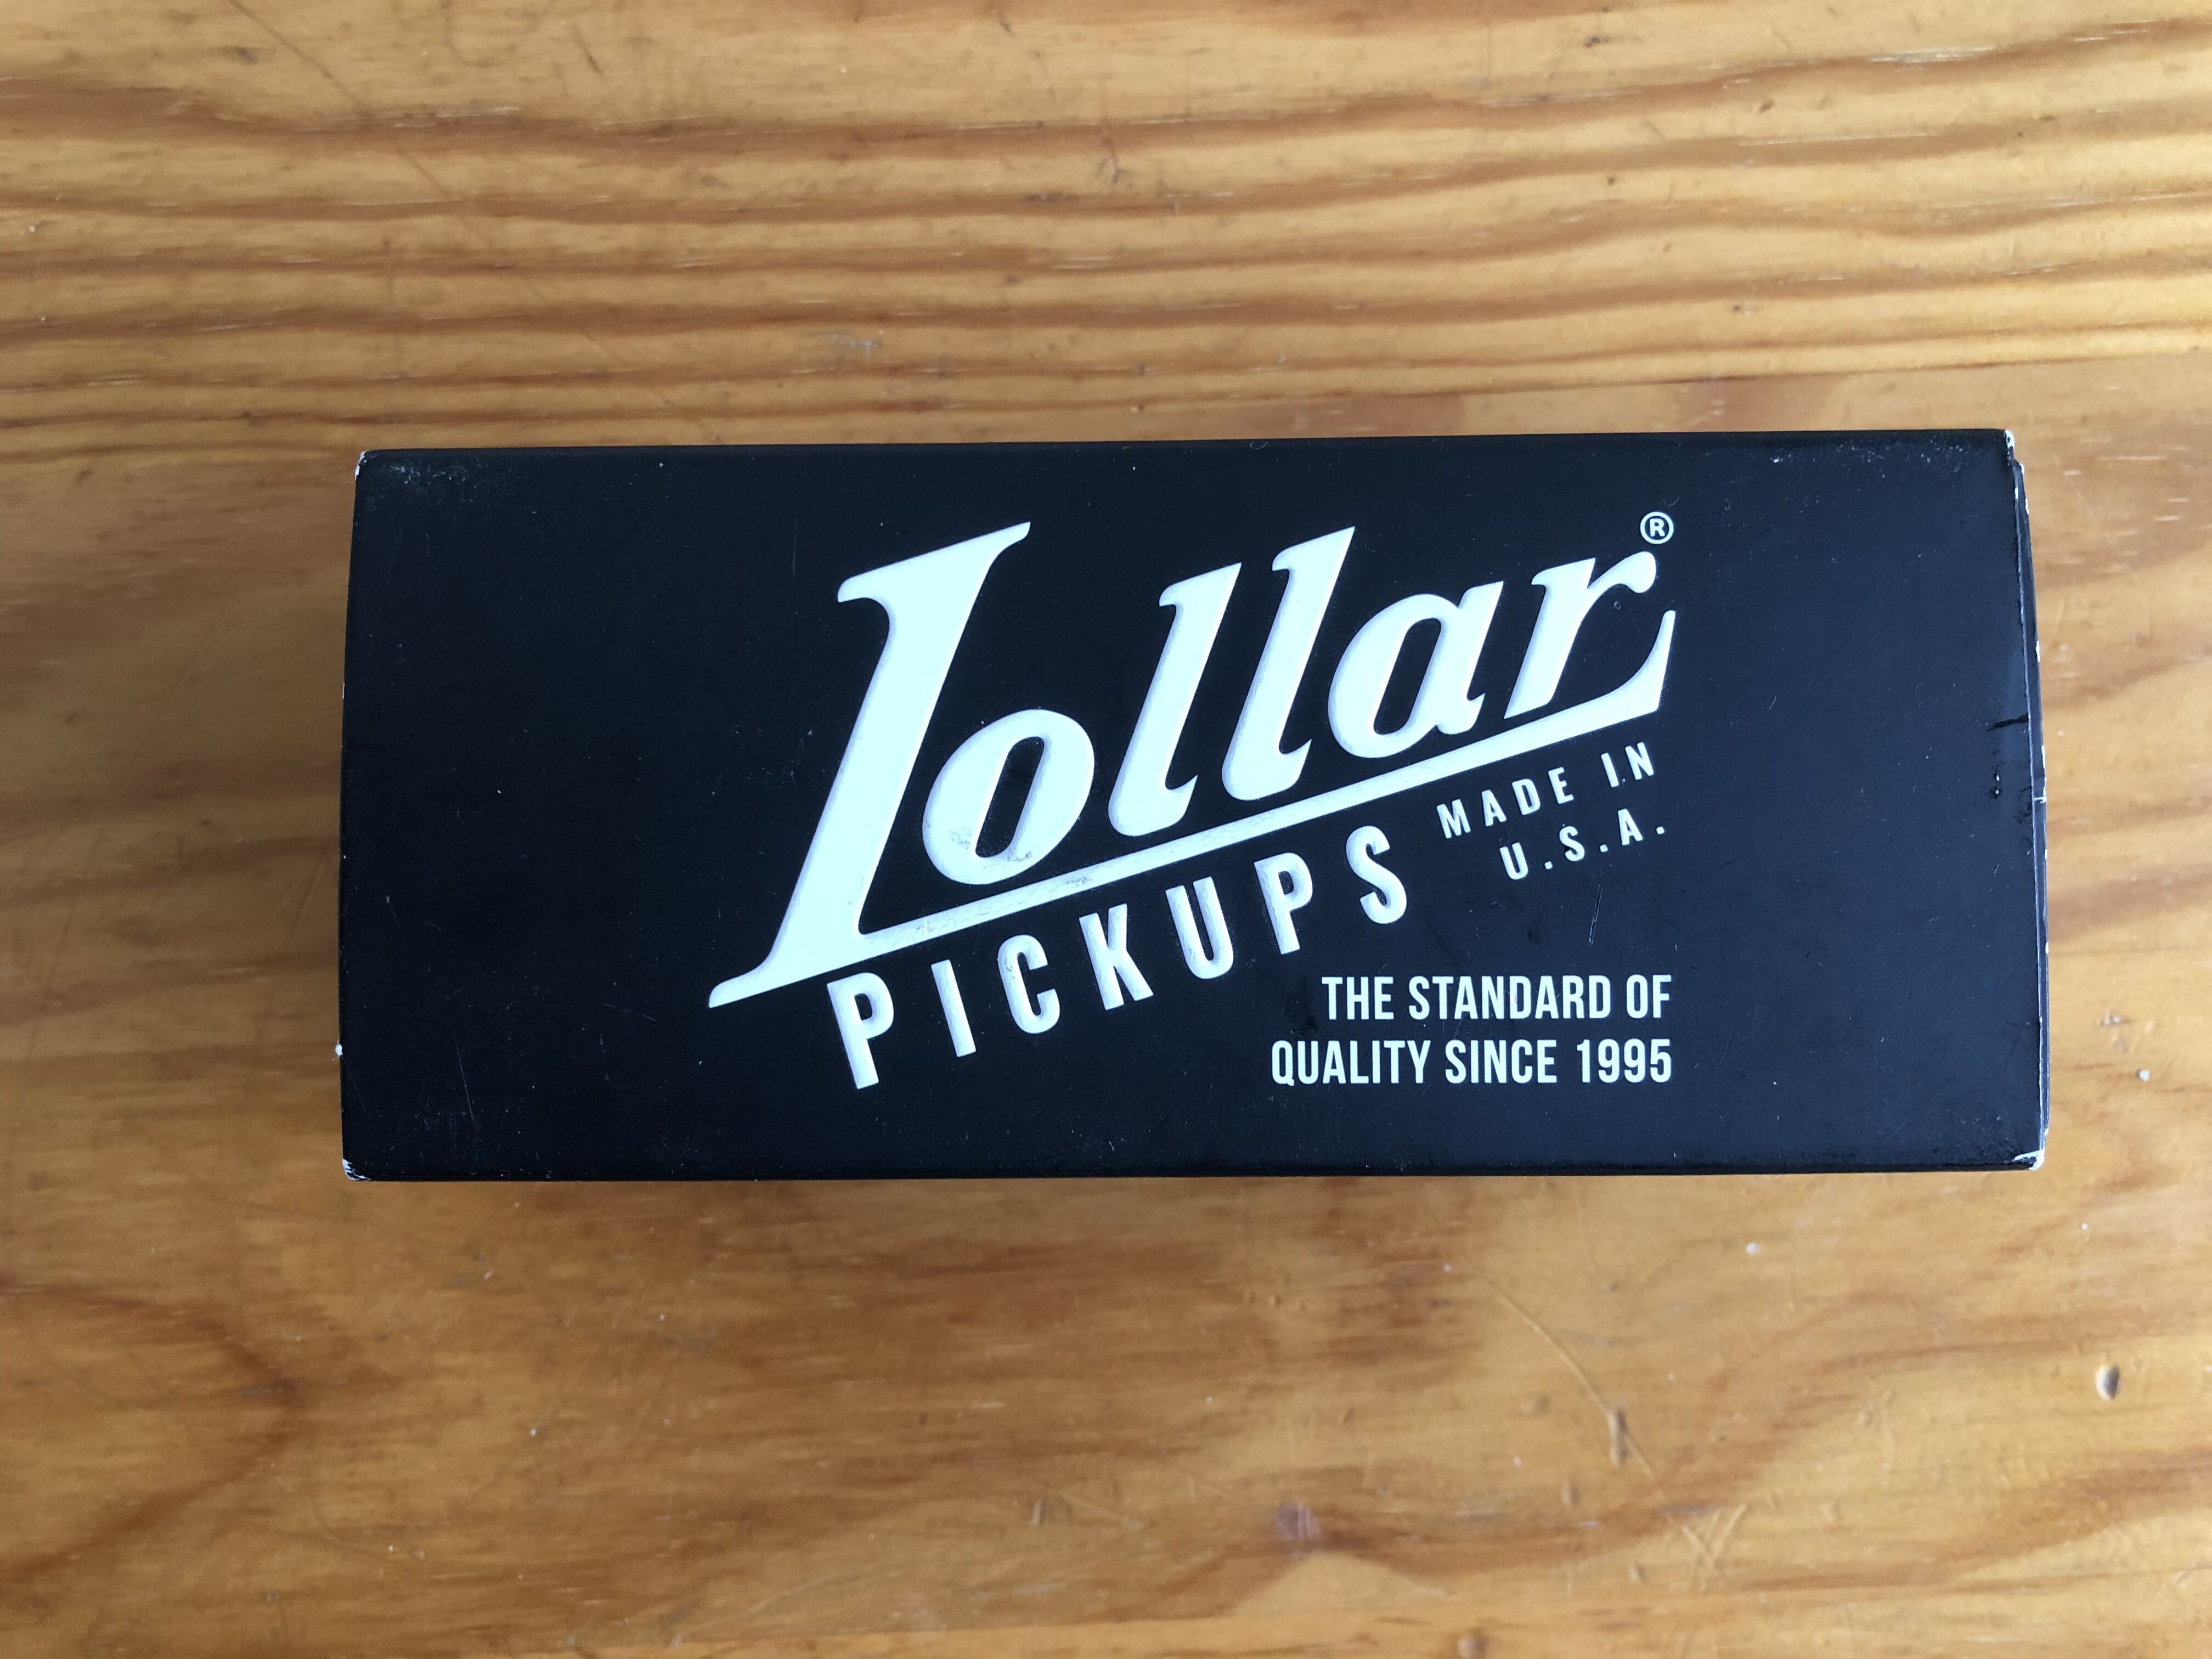 Lollar®
PICKUPS
MADE IN
U.S.A.
THE STANDARD OF
QUALITY SINCE 1995